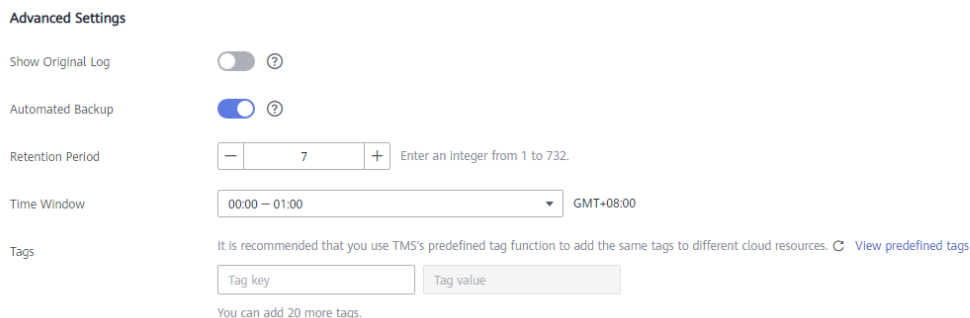 Advanced Settings
Show Original Log
Automated Backup
Retention Period 7 Enter an integer from 1 to 732.
Time Window 00:00 — 01:00 GMT+08:00
Tags It is recommended that you use TMS's predefined tag function to add the same tags to different cloud resources. View predefined tags
Tag key Tag value
You can add 20 more tags.